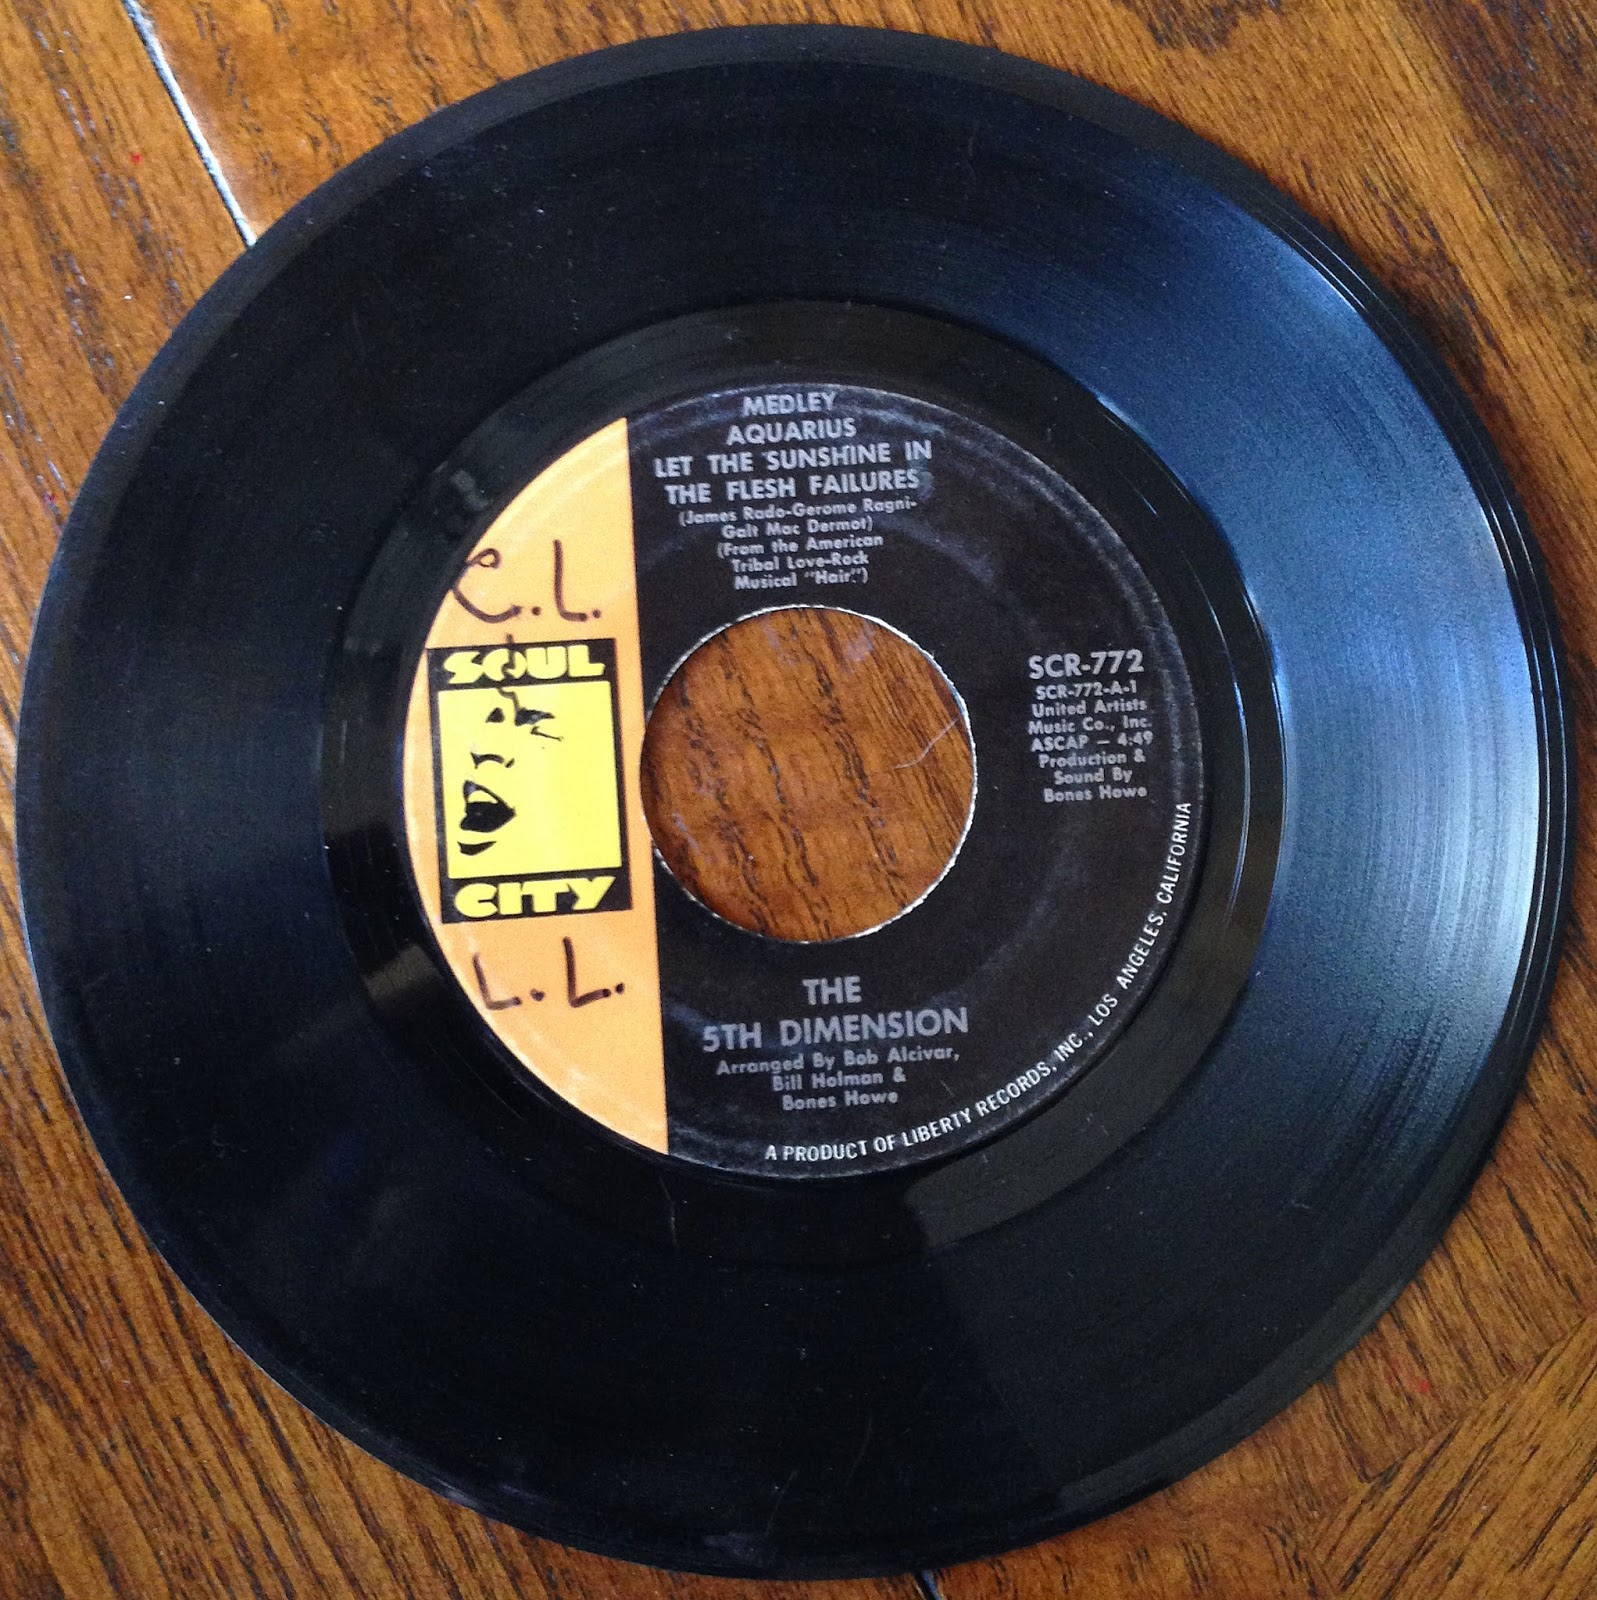 MEDLEY
AQUARIUS
LET THE SUNSHINE IN
THE FLESH FAILURES
(James Rado-Gerome Ragni-
Galt Mac Dermot)
(From the American
Tribal Love-Rock
Musical "Hair".)
C.L.
SOUL
CITY
L.L.
SCR-772
SCR-772-A-1
United Artists
Music Co., Inc.
ASCAP — 4:49
Production &
Sound By
Bones Howe
THE
5TH DIMENSION
Arranged By Bob Alcivar,
Bill Holman &
Bones Howe
A PRODUCT OF LIBERTY RECORDS, INC., LOS ANGELES, CALIFORNIA